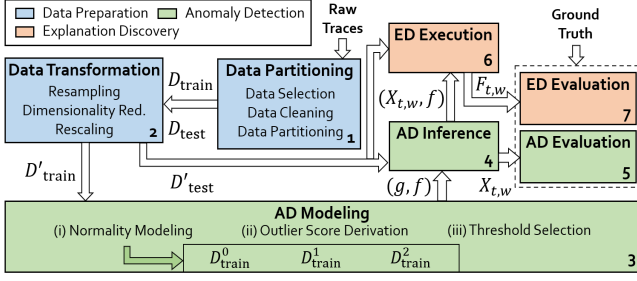 Data Preparation
Anomaly Detection
Explanation Discovery
Raw
Traces
Ground
Truth
Data Transformation
Resampling
Dimensionality Red.
Rescaling
2
D_train
D_test
Data Partitioning
Data Selection
Data Cleaning
Data Partitioning
1
ED Execution
6
(X_{t,w}, f)
F_{t,w}
ED Evaluation
7
AD Inference
4
AD Evaluation
5
D'_train
D'_test
(g, f)
X_{t,w}
AD Modeling
(i) Normality Modeling
(ii) Outlier Score Derivation
(iii) Threshold Selection
D^0_train
D^1_train
D^2_train
3